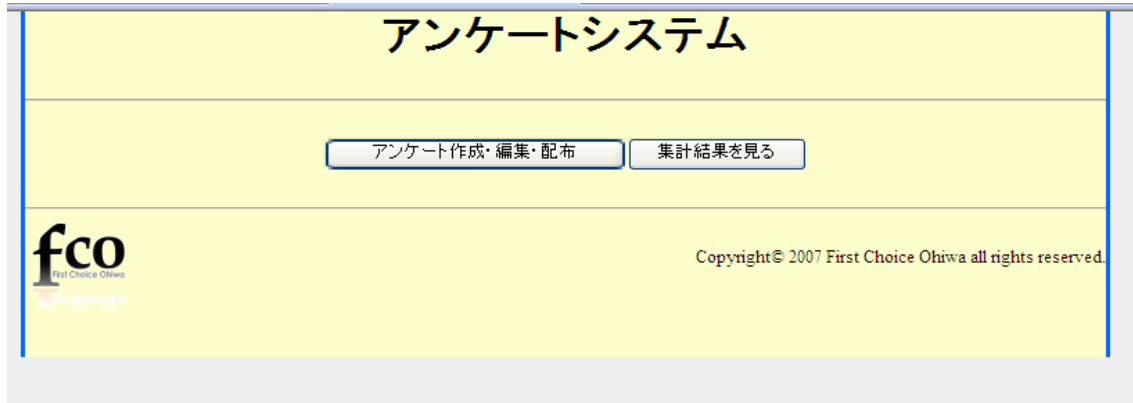 アンケートシステム
アンケート作成・編集・配布
集計結果を見る
fco
First Choice Ohiwa
Copyright© 2007 First Choice Ohiwa all rights reserved.